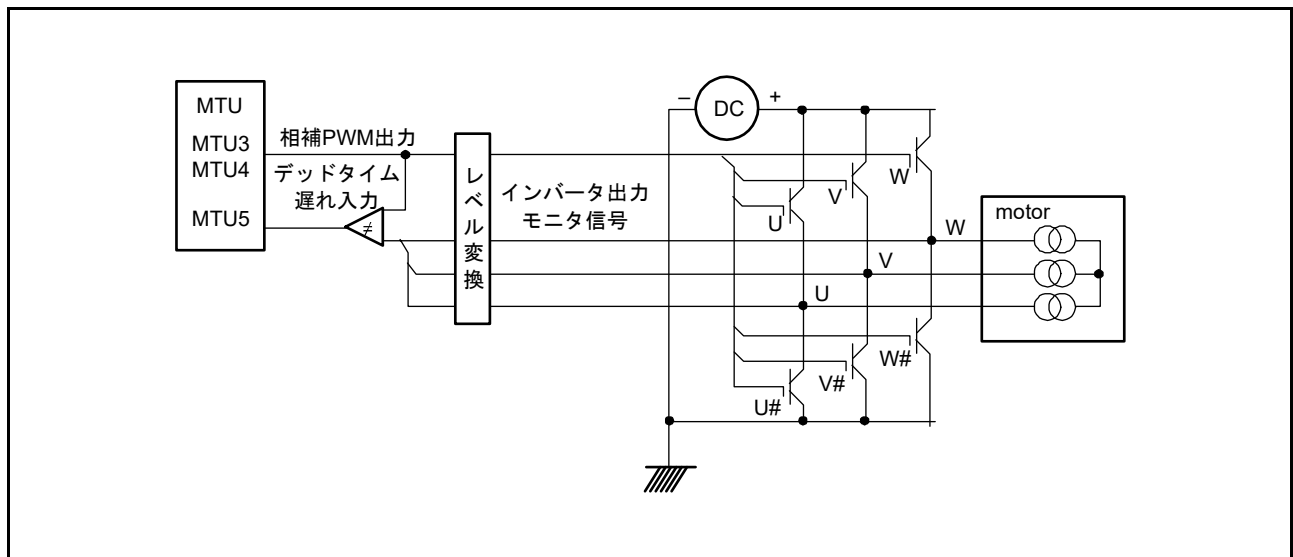 MTU
MTU3
MTU4
MTU5
相補PWM出力
デッドタイム
遅れ入力
≠
レベル変換
インバータ出力
モニタ信号
− DC +
W
V
U
W
V
U
W#
V#
U#
motor